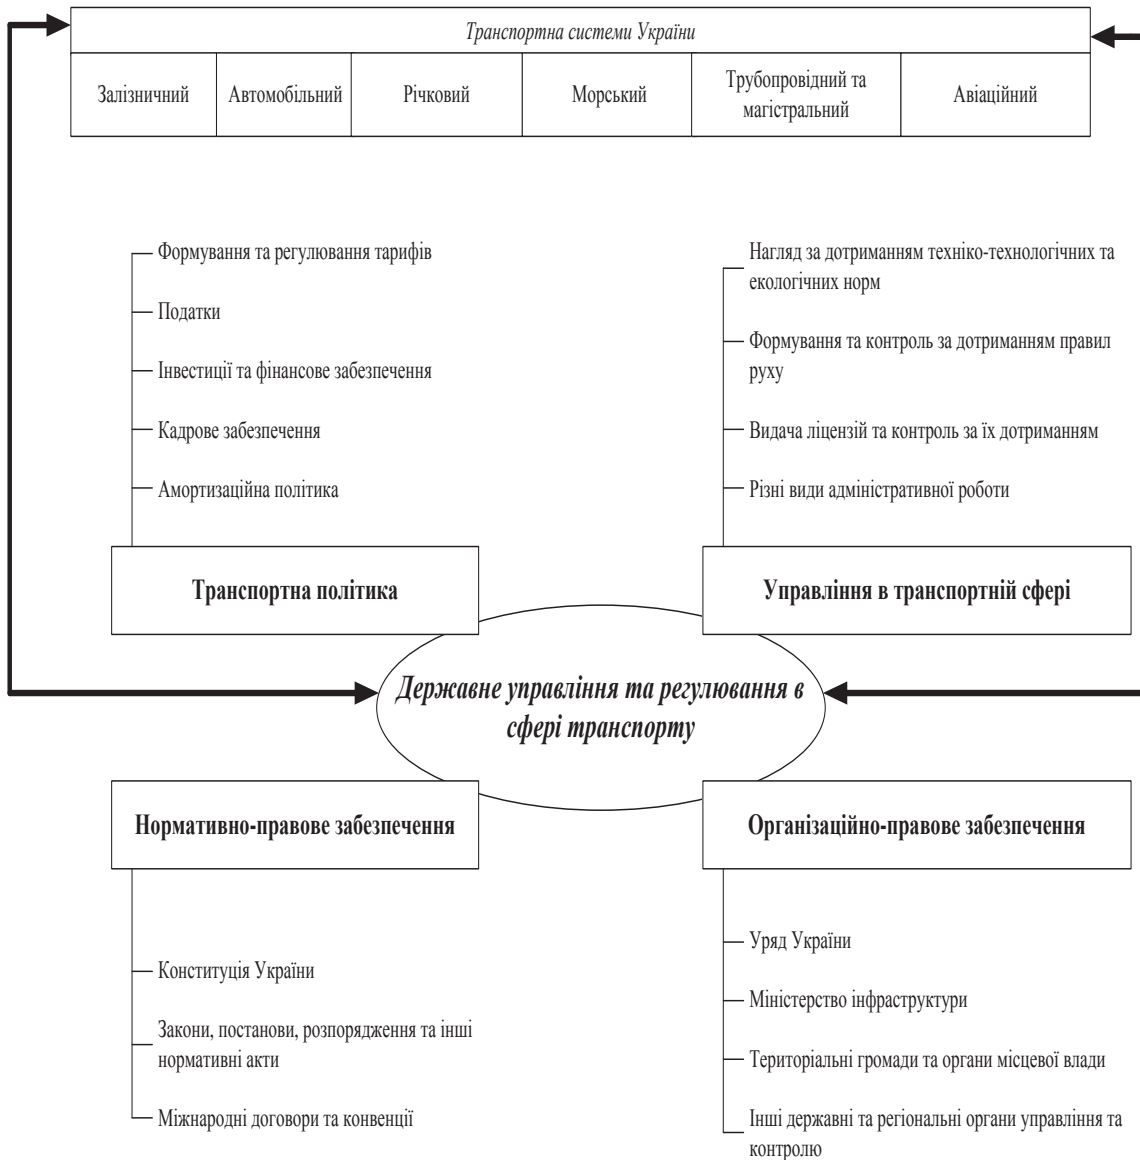 Транспортна системи України
Залізничний
Автомобільний
Річковий
Морський
Трубопровідний та
магістральний
Авіаційний
Формування та регулювання тарифів
Податки
Інвестиції та фінансове забезпечення
Кадрове забезпечення
Амортизаційна політика
Транспортна політика
Нагляд за дотриманням техніко-технологічних та
екологічних норм
Формування та контроль за дотриманням правил
руху
Видача ліцензій та контроль за їх дотриманням
Різні види адміністративної роботи
Управління в транспортній сфері
Державне управління та регулювання в
сфері транспорту
Нормативно-правове забезпечення
Конституція України
Закони, постанови, розпорядження та інші
нормативні акти
Міжнародні договори та конвенції
Організаційно-правове забезпечення
Уряд України
Міністерство інфраструктури
Територіальні громади та органи місцевої влади
Інші державні та регіональні органи управління та
контролю